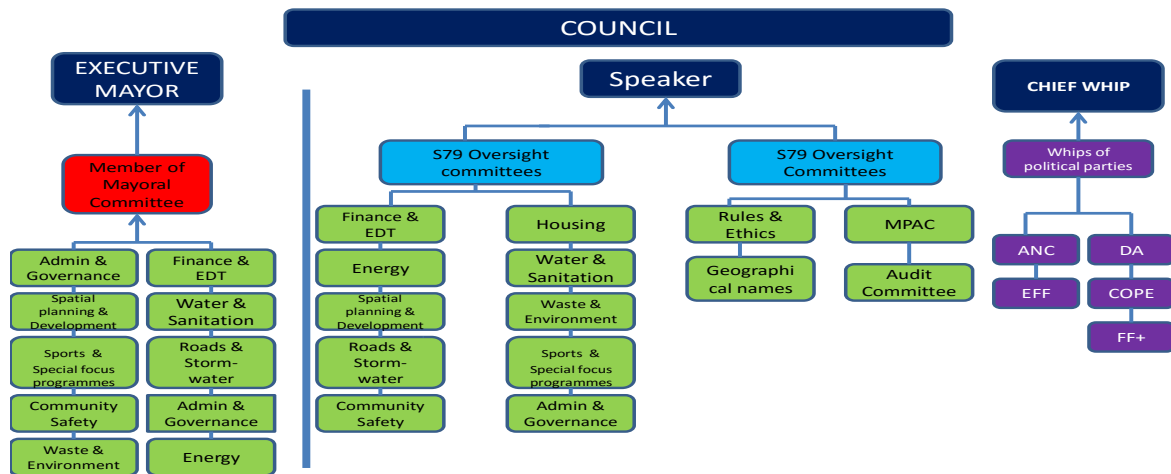 COUNCIL
EXECUTIVE
MAYOR
Member of
Mayoral
Committee
Admin &
Governance
Spatial
planning &
Development
Sports &
Special focus
programmes
Community
Safety
Waste &
Environment
Finance &
EDT
Water &
Sanitation
Roads &
Storm-
water
Admin &
Governance
Energy
Speaker
S79 Oversight
committees
Finance &
EDT
Energy
Spatial
planning &
Development
Roads &
Storm-
water
Community
Safety
Housing
Water &
Sanitation
Waste &
Environment
Sports &
Special focus
programmes
Admin &
Governance
S79 Oversight
Committees
Rules &
Ethics
Geographi
cal names
MPAC
Audit
Committee
CHIEF WHIP
Whips of
political parties
ANC
EFF
DA
COPE
FF+